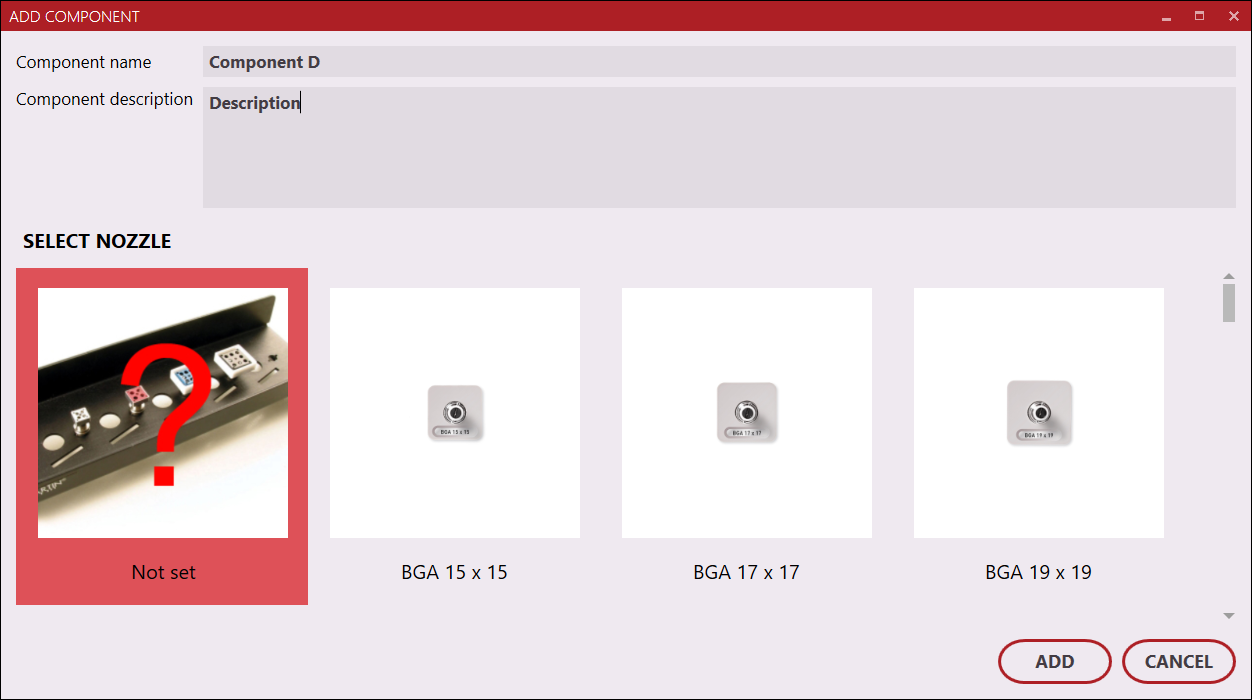 ADD COMPONENT
Component name
Component D
Component description
Description
SELECT NOZZLE
?
BGA 15 x 15
BGA 17 x 17
BGA 19 x 19
Not set
BGA 15 x 15
BGA 17 x 17
BGA 19 x 19
ADD
CANCEL